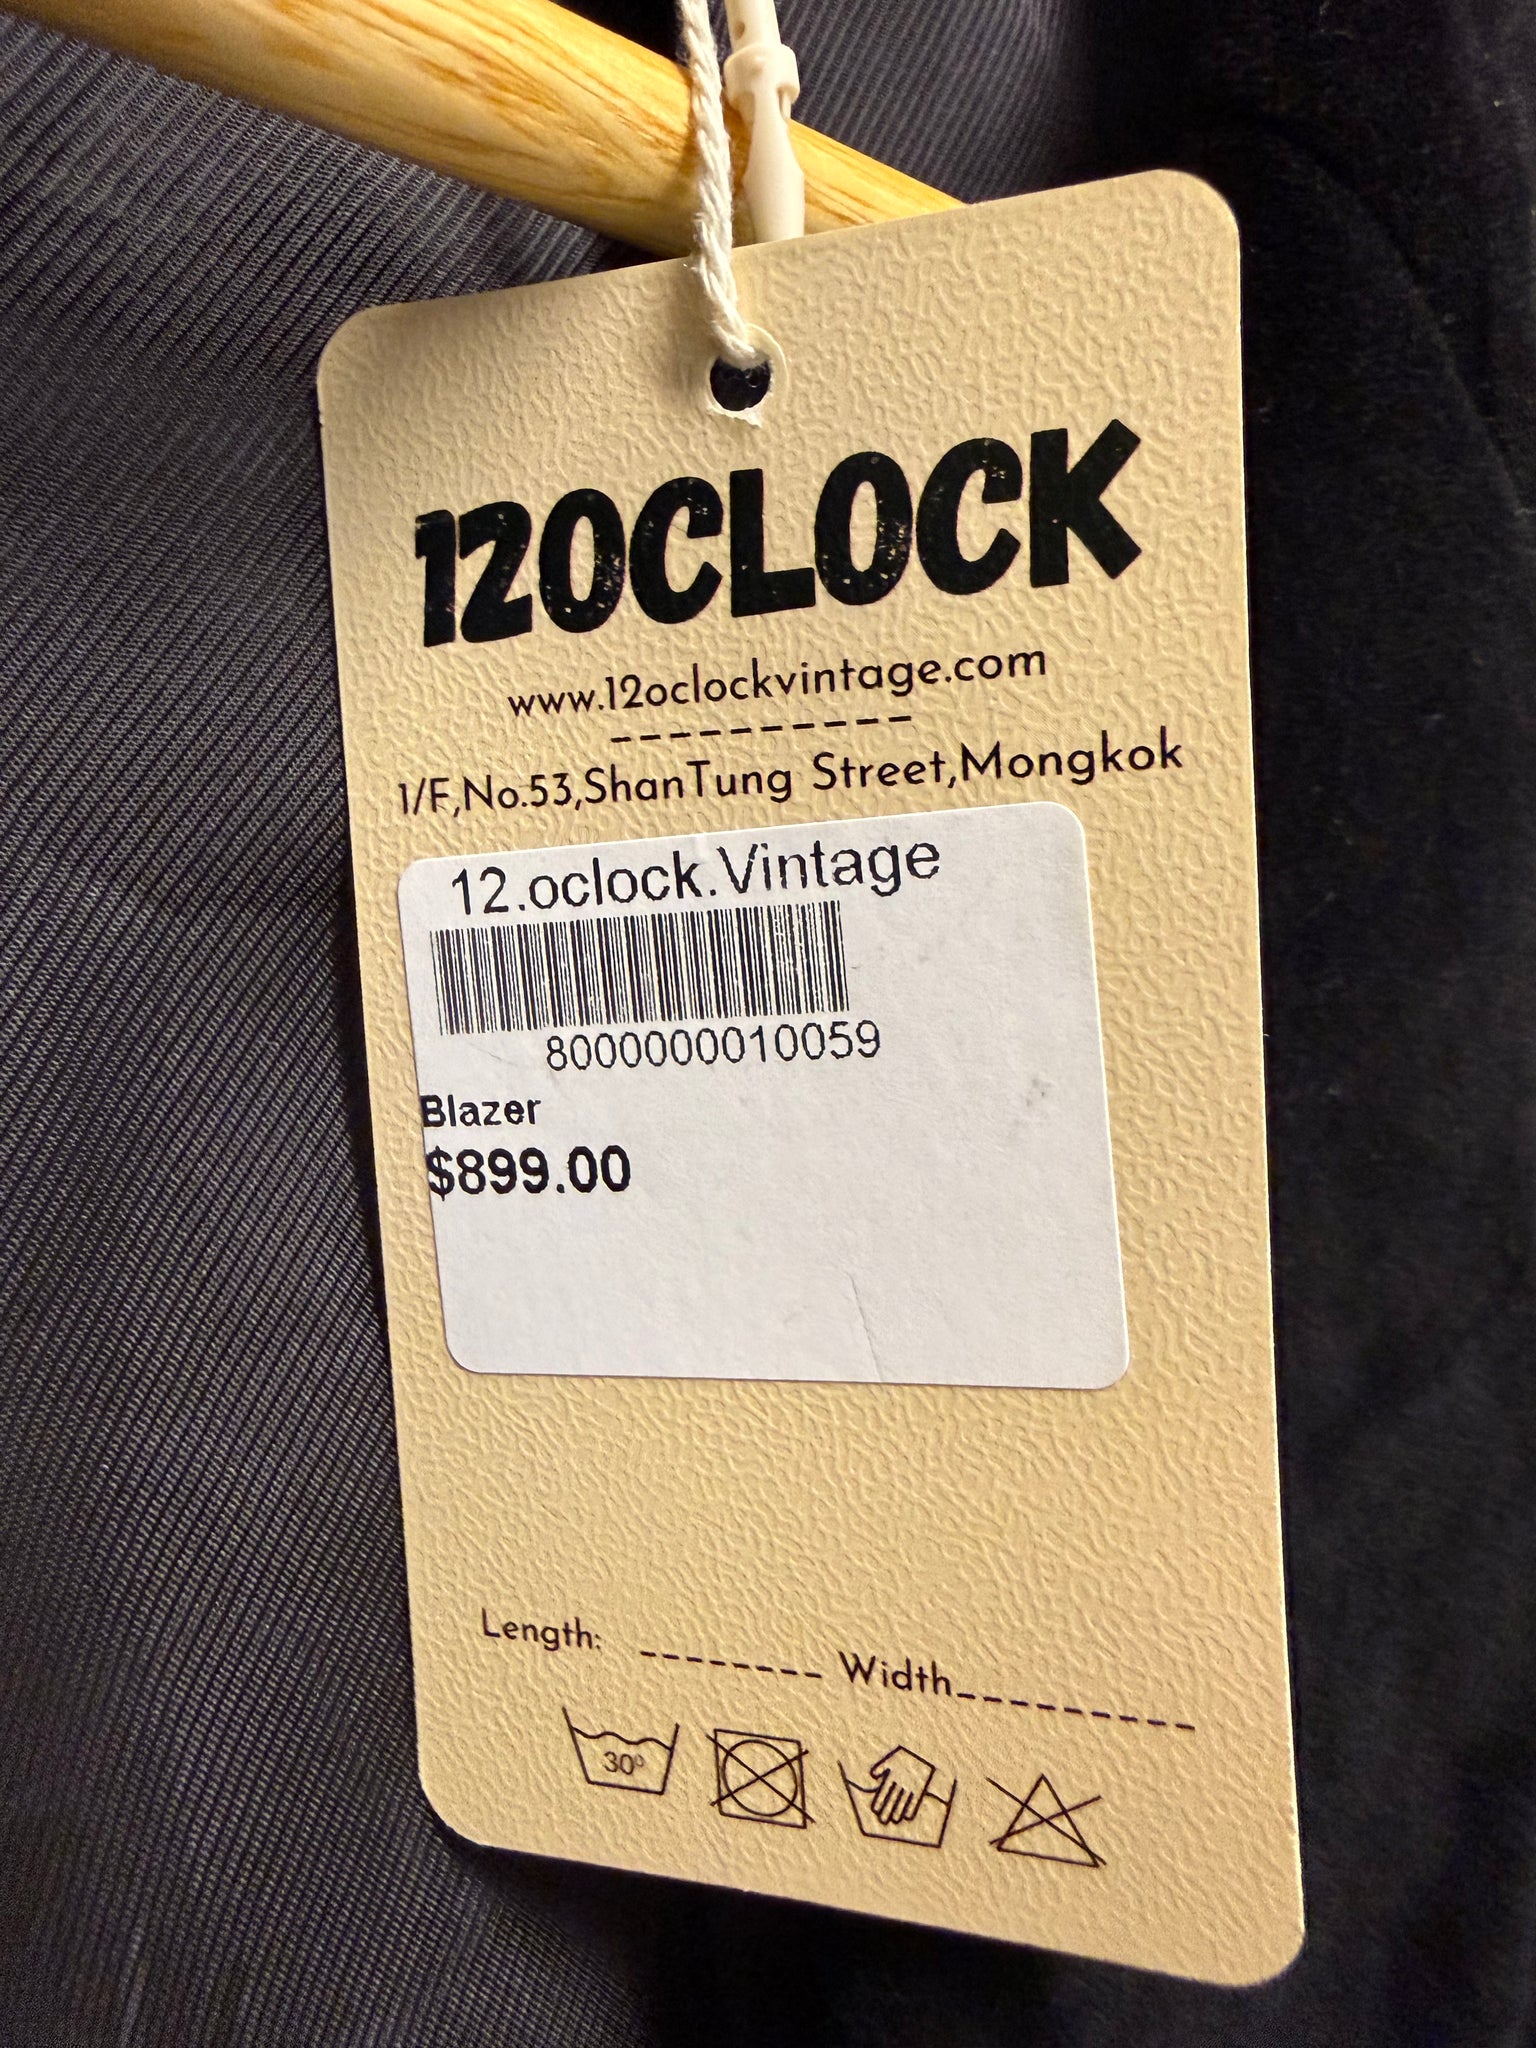 12OCLOCK
www.12oclockvintage.com
----------
1/F,No.53,ShanTung Street,Mongkok
12.oclock.Vintage
8000000010059
Blazer
$899.00
Length: -------- Width----------
30°